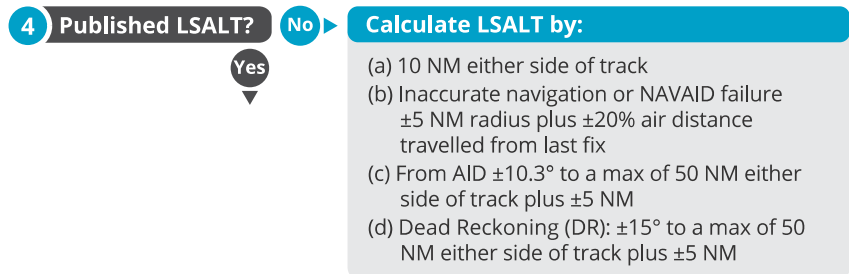 4 Published LSALT? No Calculate LSALT by:
Yes
(a) 10 NM either side of track
(b) Inaccurate navigation or NAVAID failure
±5 NM radius plus ±20% air distance
travelled from last fix
(c) From AID ±10.3° to a max of 50 NM either
side of track plus ±5 NM
(d) Dead Reckoning (DR): ±15° to a max of 50
NM either side of track plus ±5 NM